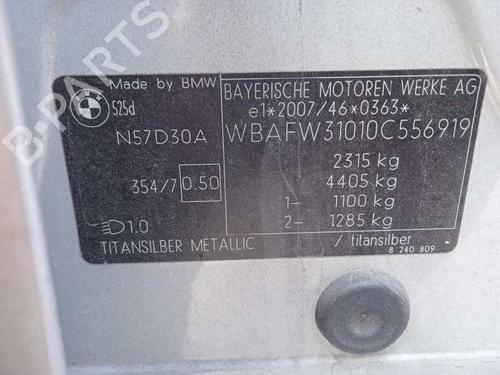 B-PARTS
Made by BMW
BAYERISCHE MOTOREN WERKE AG
525d
e1*2007/46*0363*
N57D30A
WBAFW31010C556919
2315 kg
354/7 0.50
4405 kg
1- 1100 kg
1.0
2- 1285 kg
TITANSILBER METALLIC / titansilber
8 240 809